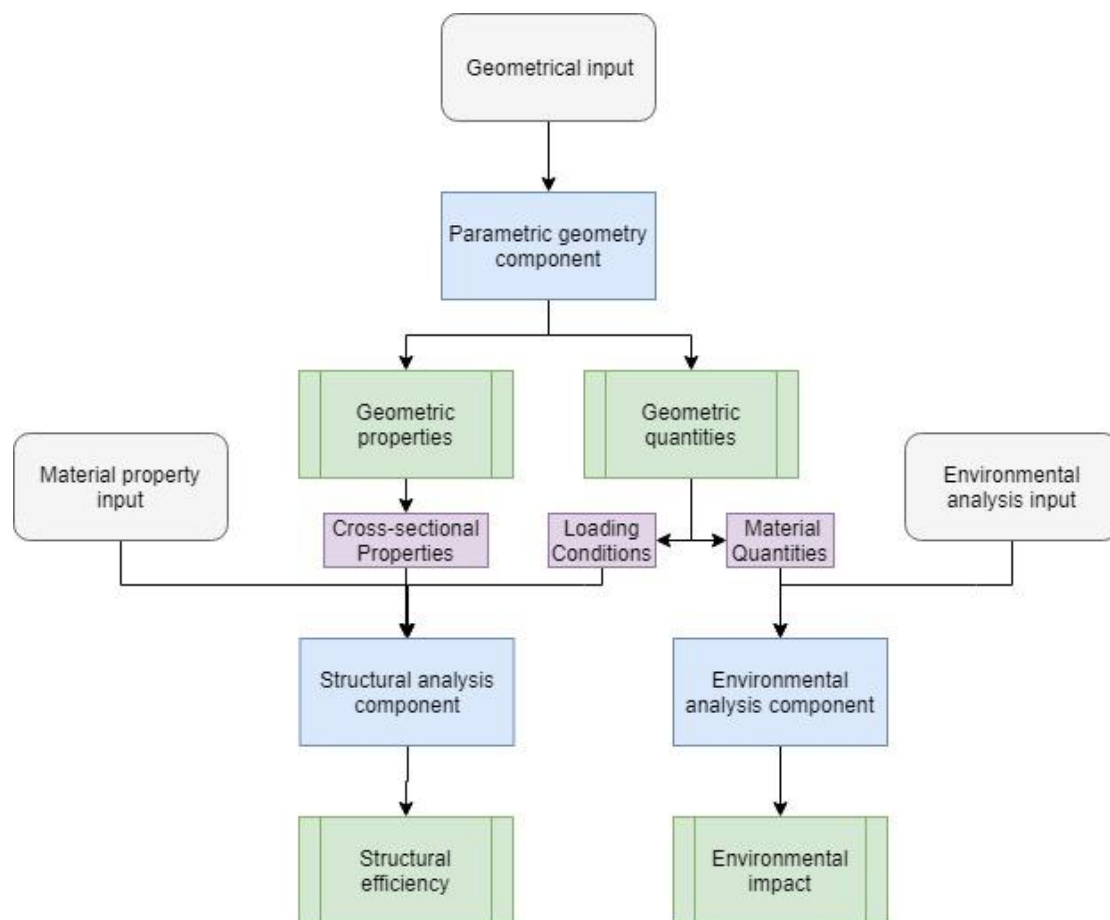 Geometrical input
Parametric geometry
component
Geometric
properties
Geometric
quantities
Material property
input
Environmental
analysis input
Cross-sectional
Properties
Loading
Conditions
Material
Quantities
Structural analysis
component
Environmental
analysis component
Structural
efficiency
Environmental
impact